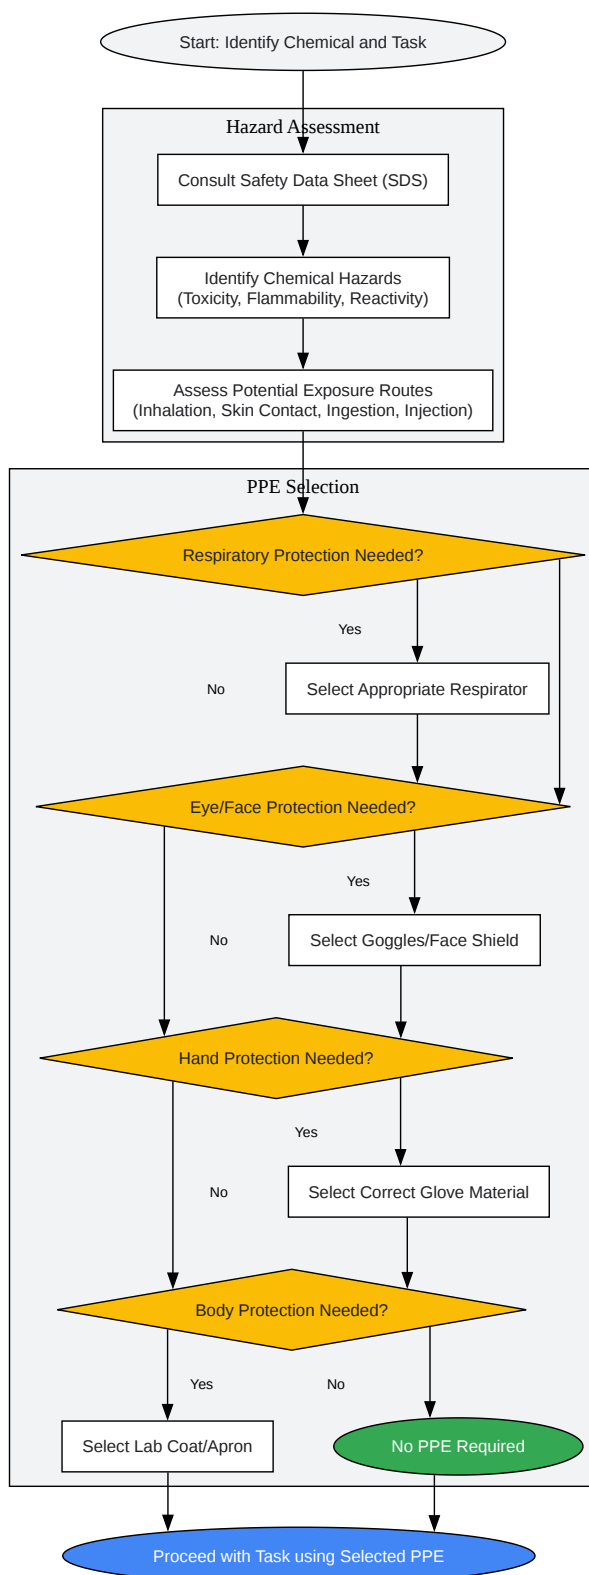 Start: Identify Chemical and Task
Hazard Assessment
Consult Safety Data Sheet (SDS)
Identify Chemical Hazards
(Toxicity, Flammability, Reactivity)
Assess Potential Exposure Routes
(Inhalation, Skin Contact, Ingestion, Injection)
PPE Selection
Respiratory Protection Needed?
Yes
No
Select Appropriate Respirator
Eye/Face Protection Needed?
Yes
No
Select Goggles/Face Shield
Hand Protection Needed?
Yes
No
Select Correct Glove Material
Body Protection Needed?
Yes
No
Select Lab Coat/Apron
No PPE Required
Proceed with Task using Selected PPE